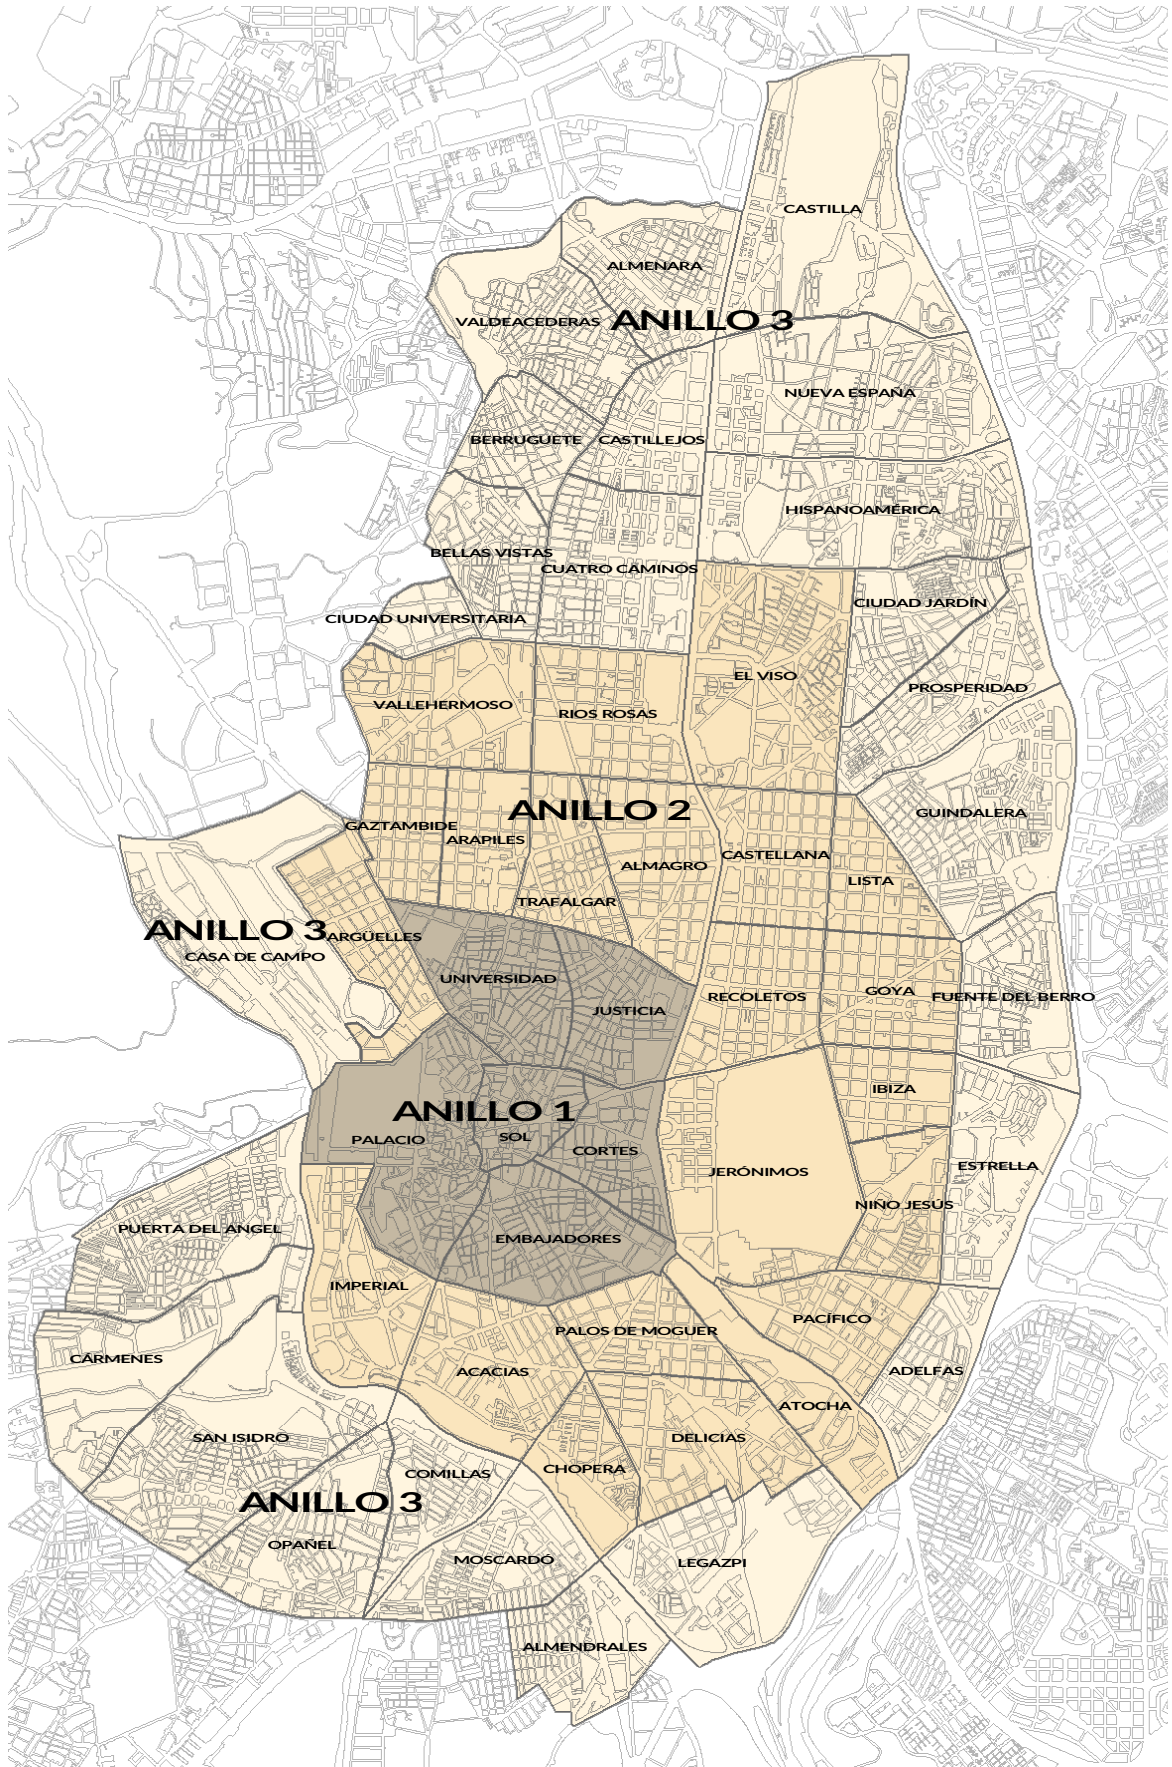 CASTILLA
ALMENARA
VALDEACEDERAS
ANILLO 3
NUEVA ESPAÑA
BERRUGUETE
CASTILLEJOS
HISPANOAMÉRICA
BELLAS VISTAS
CUATRO CAMINOS
CIUDAD JARDÍN
CIUDAD UNIVERSITARIA
EL VISO
PROSPERIDAD
VALLEHERMOSO
RIOS ROSAS
ANILLO 2
GUINDALERA
GAZTAMBIDE
ARAPILES
CASTELLANA
ALMAGRO
LISTA
TRAFALGAR
ANILLO 3
ARGÜELLES
CASA DE CAMPO
UNIVERSIDAD
GOYA
RECOLETOS
FUENTE DEL BERRO
JUSTICIA
IBIZA
ANILLO 1
PALACIO
SOL
CORTES
JERÓNIMOS
ESTRELLA
NIÑO JESÚS
PUERTA DEL ANGEL
EMBAJADORES
IMPERIAL
PACÍFICO
PALOS DE MOGUER
CÁRMENES
ACACIAS
ADELFAS
ATOCHA
SAN ISIDRO
DELICIAS
COMILLAS
CHOPERA
ANILLO 3
OPAÑEL
MOSCARDÓ
LEGAZPI
ALMENDRALES